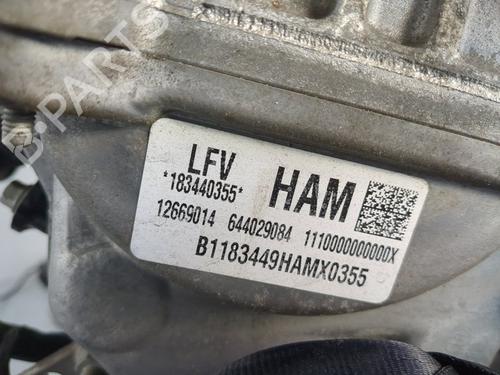 B-PARTS
LFV
*183440355*
HAM
12669014 644029084 1110000000000X
B1183449HAMX0355